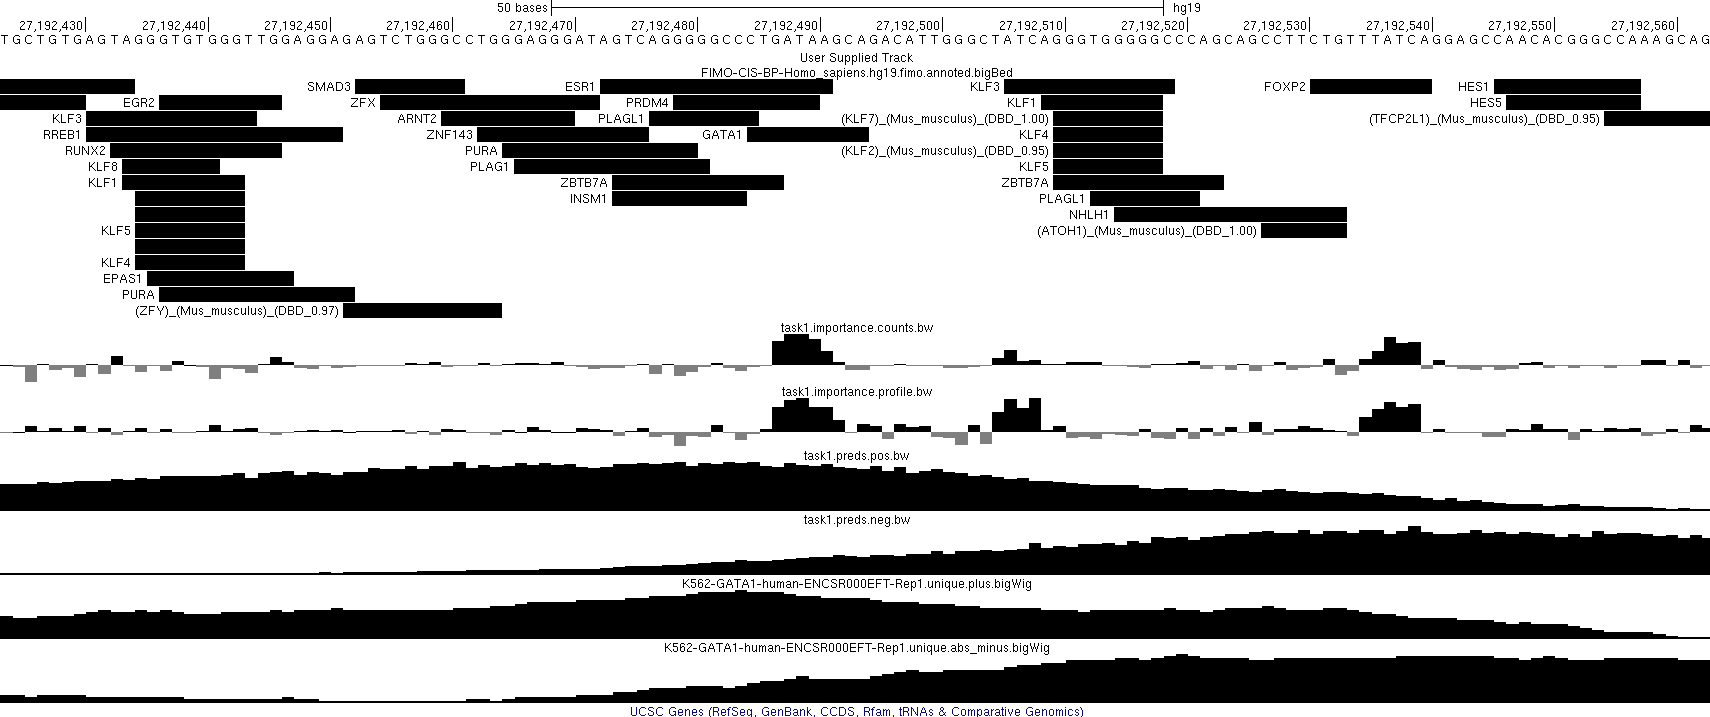 50 bases hg19
27,192,430 27,192,440 27,192,450 27,192,460 27,192,470 27,192,480 27,192,490 27,192,500 27,192,510 27,192,520 27,192,530 27,192,540 27,192,550 27,192,560
T G C T G T G A G T A G G G T G T G G G T T G G A G G A G A G T C T G G G C C T G G G A G G G A T A G T C A G G G G G C C C T G A T A A G C A G A C A T T G G G C T A T C A G G G T G G G G G C C C A G C A G C C T T C T G T T T A T C A G G A G C C A A C A C G G G C C A A A G C A G
User Supplied Track
FIMO-CIS-BP-Homo_sapiens.hg19.fimo.annoted.bigBed
SMAD3 ESR1 KLF3 FOXP2 HES1
EGR2 ZFX PRDM4 KLF1 HES5
KLF3 ARNT2 PLAGL1 (KLF7)_(Mus_musculus)_(DBD_1.00) (TFCP2L1)_(Mus_musculus)_(DBD_0.95)
RREB1 ZNF143 GATA1 KLF4
RUNX2 PURA (KLF2)_(Mus_musculus)_(DBD_0.95)
KLF8 PLAG1 KLF5
KLF1 ZBTB7A ZBTB7A
INSM1 PLAGL1
NHLH1
KLF5 (ATOH1)_(Mus_musculus)_(DBD_1.00)
KLF4
EPAS1
PURA
(ZFY)_(Mus_musculus)_(DBD_0.97)
task1.importance.counts.bw
task1.importance.profile.bw
task1.preds.pos.bw
task1.preds.neg.bw
K562-GATA1-human-ENCSR000EFT-Rep1.unique.plus.bigWig
K562-GATA1-human-ENCSR000EFT-Rep1.unique.abs_minus.bigWig
UCSC Genes (RefSeq, GenBank, CCDS, Rfam, tRNAs & Comparative Genomics)